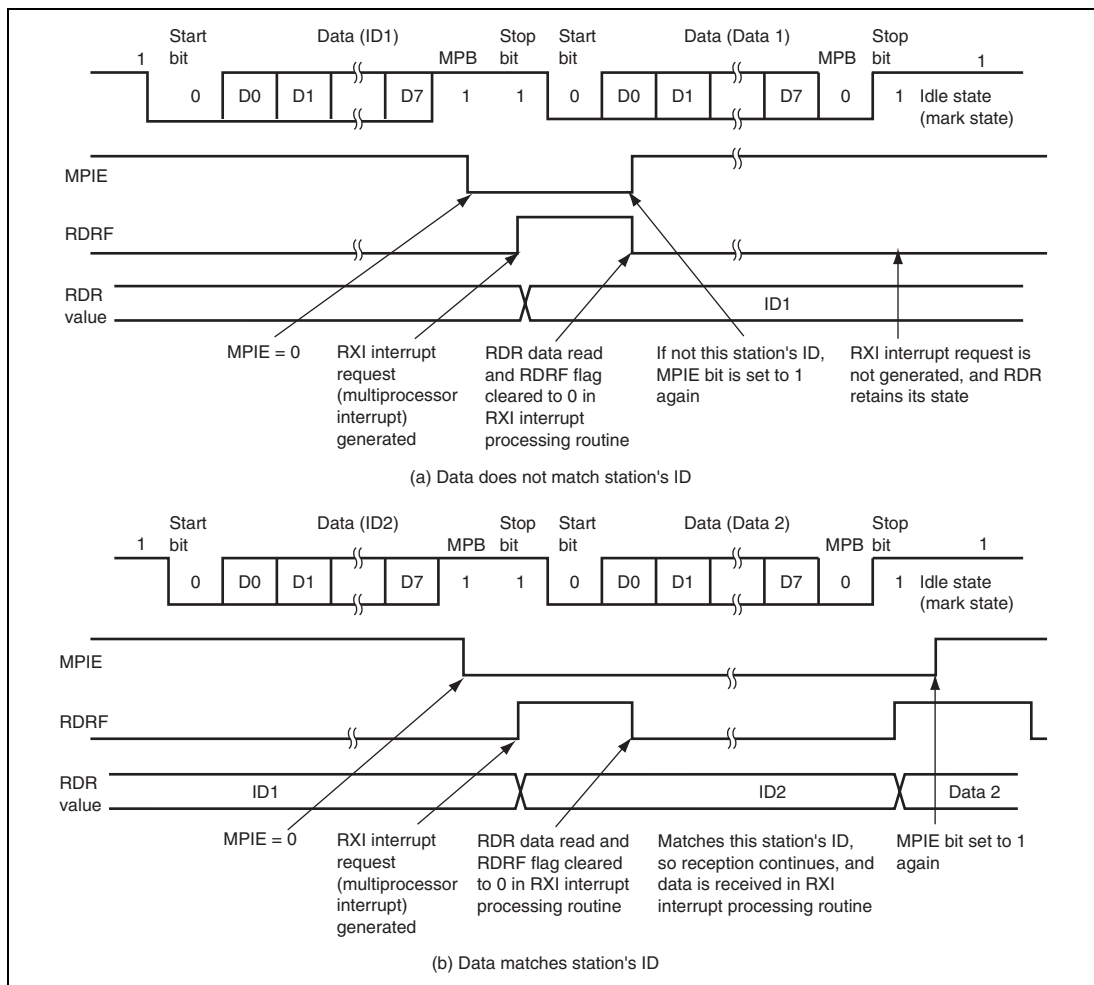 Start bit Data (ID1) MPB Stop bit Start bit Data (Data 1) MPB Stop bit
1 1
0 D0 D1 D7 1 1 0 D0 D1 D7 0 1 Idle state (mark state)
MPIE
RDRF
RDR value
ID1
MPIE = 0
RXI interrupt
request
(multiprocessor
interrupt)
generated
RDR data read
and RDRF flag
cleared to 0 in
RXI interrupt
processing routine
If not this station's ID,
MPIE bit is set to 1
again
RXI interrupt request is
not generated, and RDR
retains its state
(a) Data does not match station's ID
Start bit Data (ID2) MPB Stop bit Start bit Data (Data 2) MPB Stop bit
1 1
0 D0 D1 D7 1 1 0 D0 D1 D7 0 1 Idle state (mark state)
MPIE
RDRF
RDR value
ID1 ID2 Data 2
MPIE = 0
RXI interrupt
request
(multiprocessor
interrupt)
generated
RDR data read and
RDRF flag cleared
to 0 in RXI interrupt
processing routine
Matches this station's ID,
so reception continues, and
data is received in RXI
interrupt processing routine
MPIE bit set to 1
again
(b) Data matches station's ID